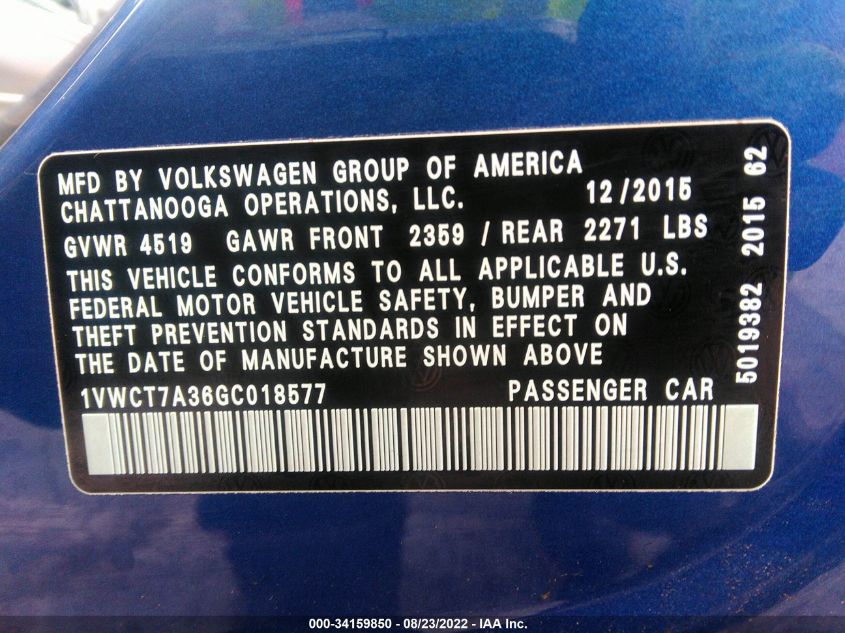 MFD BY VOLKSWAGEN GROUP OF AMERICA
CHATTANOOGA OPERATIONS, LLC. 12/2015
GVWR 4519 GAWR FRONT 2359 / REAR 2271 LBS
THIS VEHICLE CONFORMS TO ALL APPLICABLE U.S.
FEDERAL MOTOR VEHICLE SAFETY, BUMPER AND
THEFT PREVENTION STANDARDS IN EFFECT ON
THE DATE OF MANUFACTURE SHOWN ABOVE
1VWCT7A36GC018577 PASSENGER CAR
5019382 2015 62
000-34159850 - 08/23/2022 - IAA Inc.